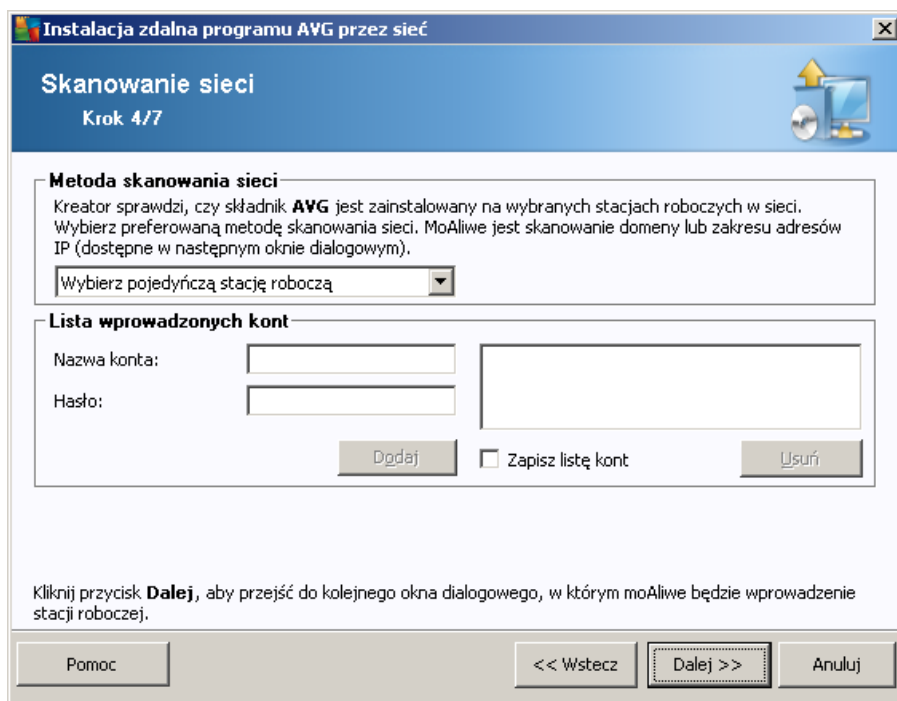 Instalacja zdalna programu AVG przez sieć
Skanowanie sieci
Krok 4/7
Metoda skanowania sieci
Kreator sprawdzi, czy składnik AVG jest zainstalowany na wybranych stacjach roboczych w sieci.
Wybierz preferowaną metodę skanowania sieci. MoAliwe jest skanowanie domeny lub zakresu adresów
IP (dostępne w następnym oknie dialogowym).
Wybierz pojedyńczą stację roboczą
Lista wprowadzonych kont
Nazwa konta:
Hasło:
Dodaj
Zapisz listę kont
Usuń
Kliknij przycisk Dalej, aby przejść do kolejnego okna dialogowego, w którym moAliwe będzie wprowadzenie
stacji roboczej.
Pomoc
<< Wstecz
Dalej >>
Anuluj